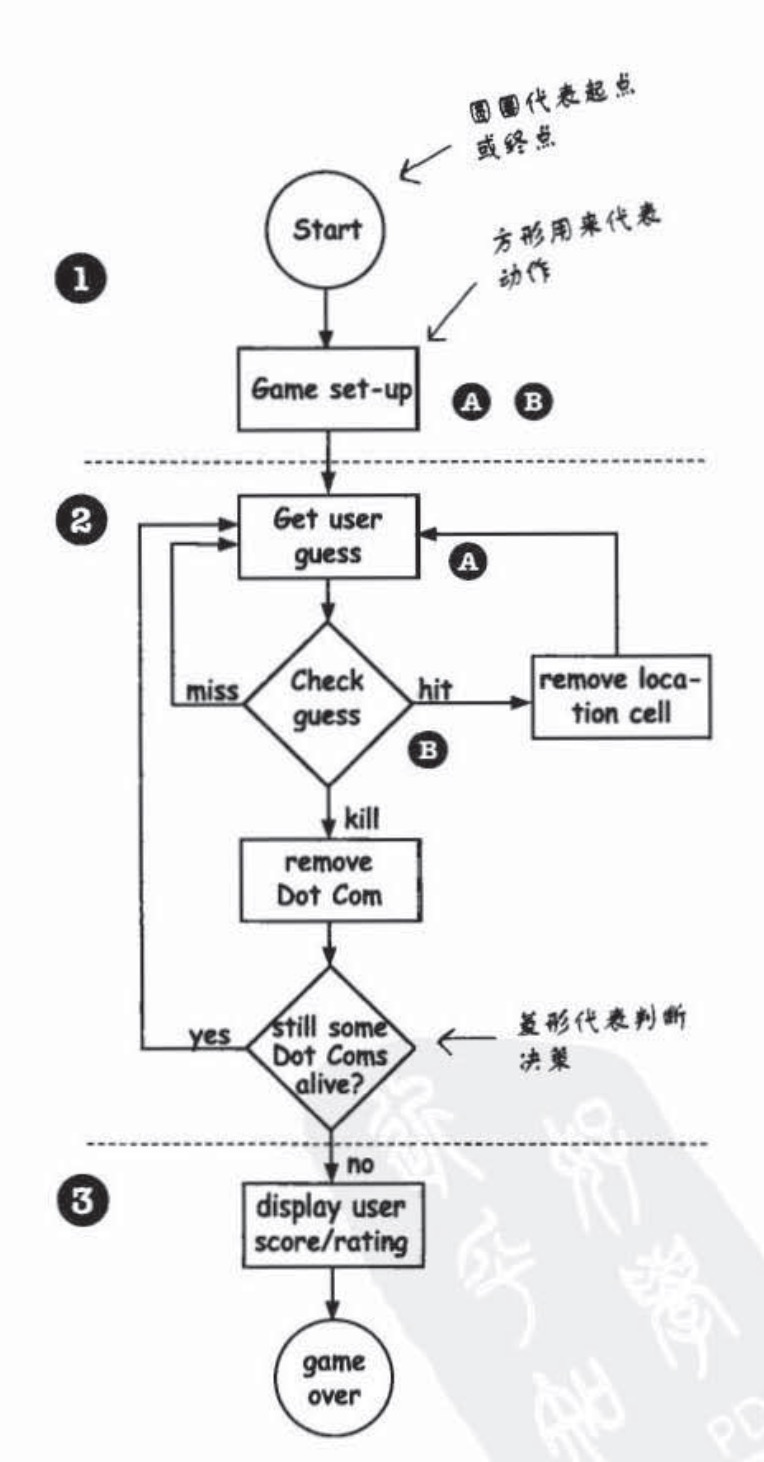 圆圈代表起点
或终点
Start
方形用来代表
动作
1
Game set-up
A B
2
Get user
guess
A
miss
Check
guess
hit
remove loca-
tion cell
B
kill
remove
Dot Com
yes
still some
Dot Coms
alive?
菱形代表判断
决策
no
3
display user
score/rating
game
over
PD